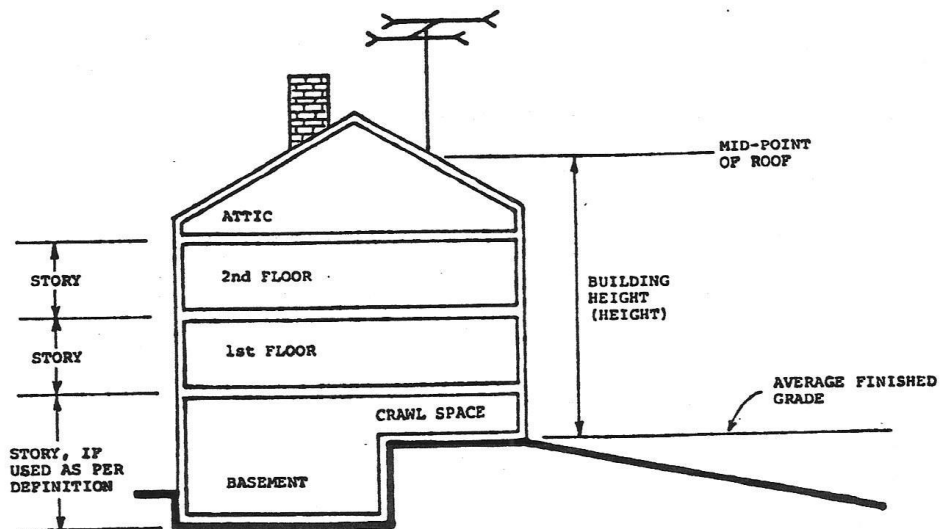 MID-POINT
OF ROOF
ATTIC
STORY
2nd FLOOR
BUILDING
HEIGHT
(HEIGHT)
STORY
1st FLOOR
AVERAGE FINISHED
GRADE
CRAWL SPACE
STORY, IF
USED AS PER
DEFINITION
BASEMENT